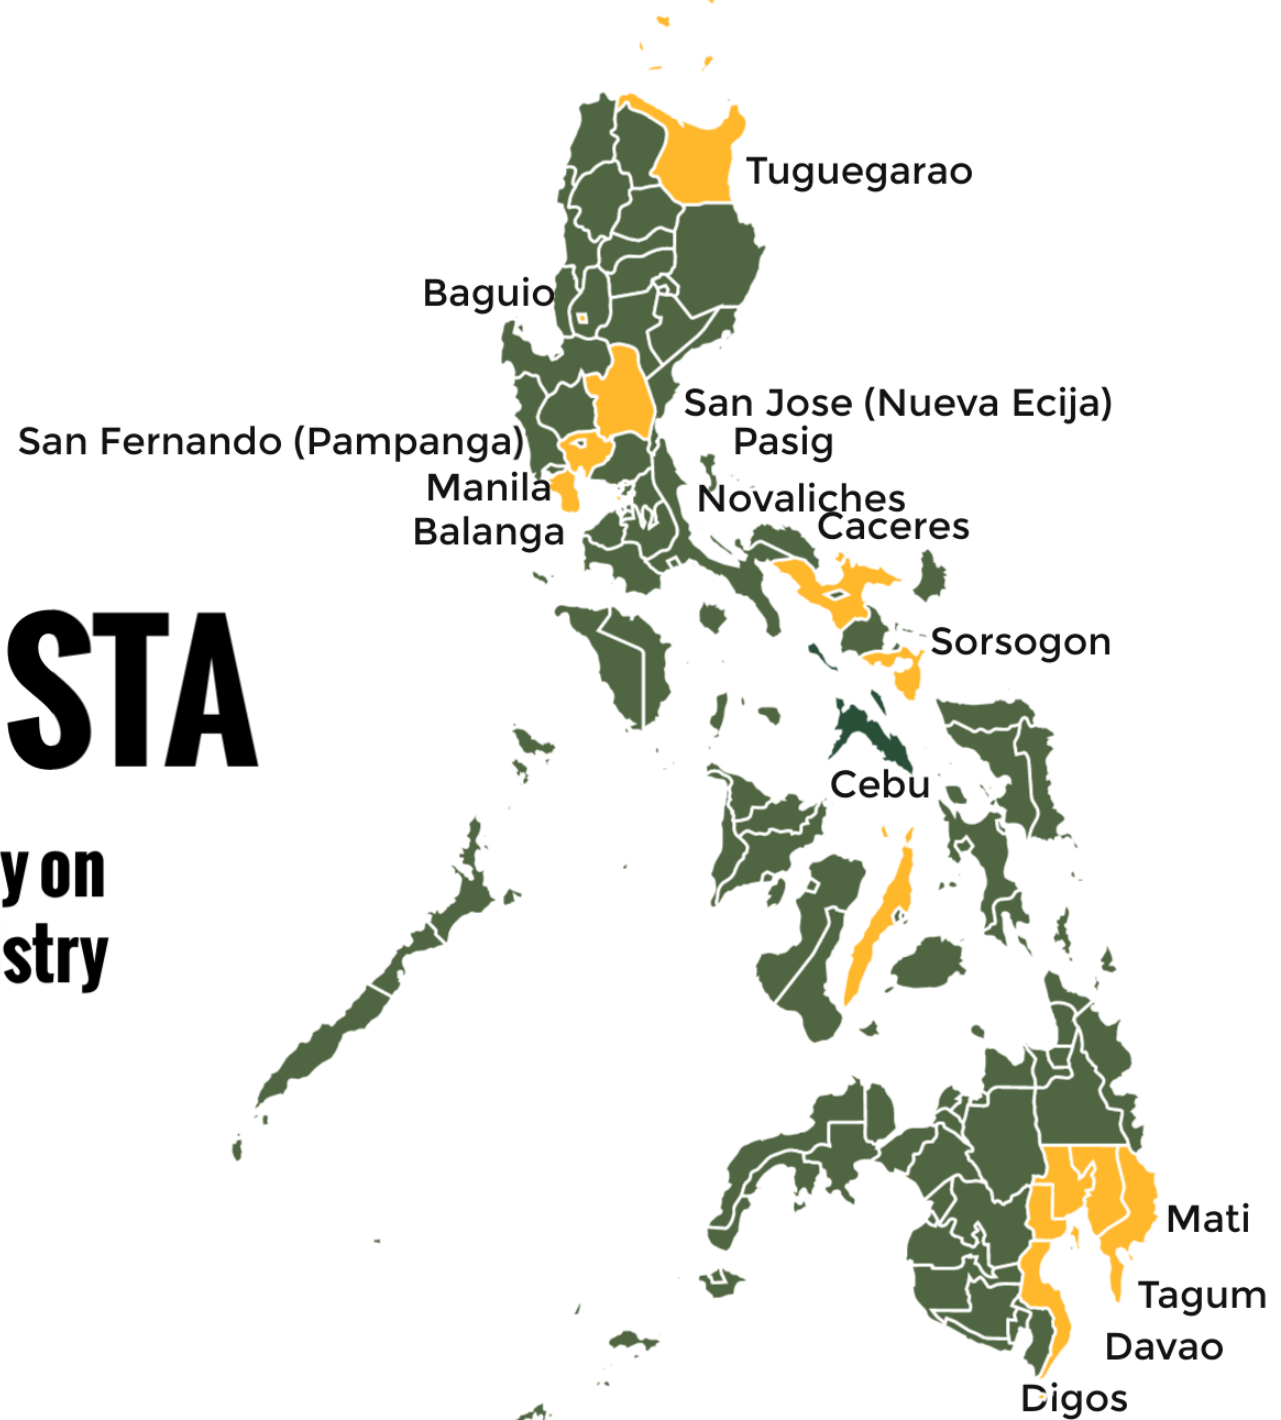 Tuguegarao
Baguio
San Jose (Nueva Ecija)
San Fernando (Pampanga)
Pasig
Manila
Novaliches
Balanga
Caceres
STA
Sorsogon
Cebu
y on
stry
Mati
Tagum
Davao
Digos